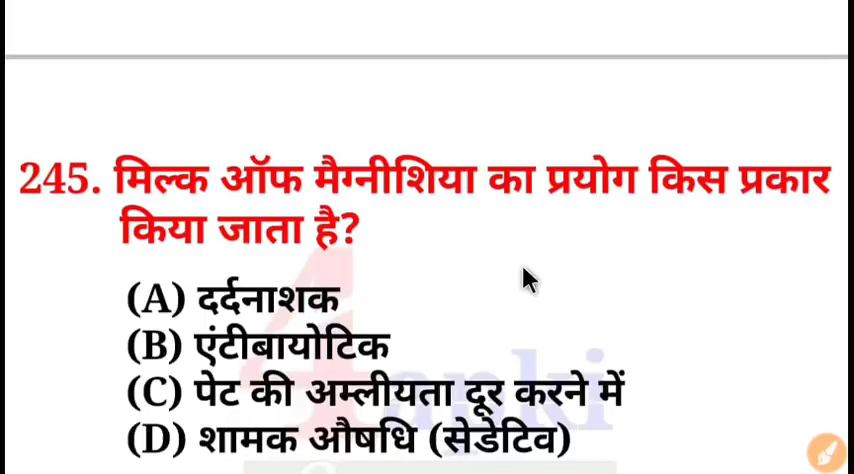 245. मिल्क ऑफ मैग्नीशिया का प्रयोग किस प्रकार
किया जाता है?
(A) दर्दनाशक
(B) एंटीबायोटिक
(C) पेट की अम्लीयता दूर करने में
(D) शामक औषधि (सेडेटिव)